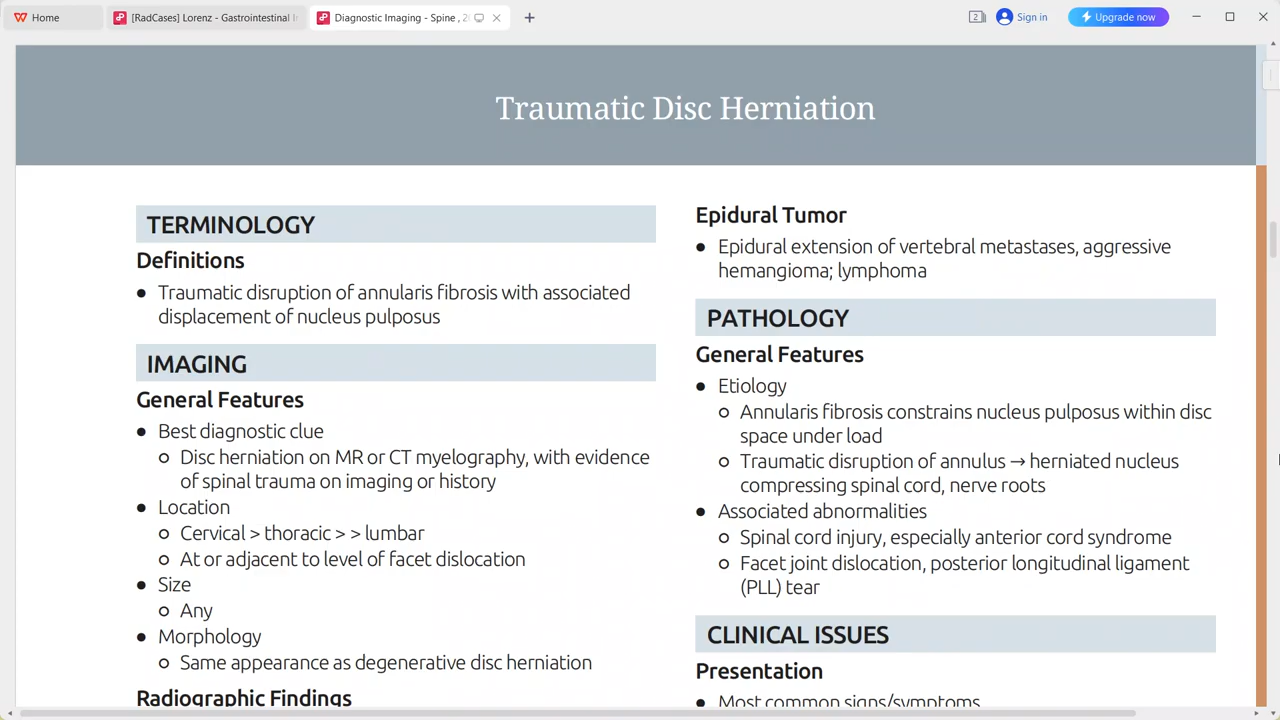 Home
[RadCases] Lorenz - Gastrointestinal I
Diagnostic Imaging - Spine , 2
2
Sign in
Upgrade now
Traumatic Disc Herniation
TERMINOLOGY
Definitions
● Traumatic disruption of annularis fibrosis with associated
displacement of nucleus pulposus
IMAGING
General Features
● Best diagnostic clue
○ Disc herniation on MR or CT myelography, with evidence
of spinal trauma on imaging or history
● Location
○ Cervical > thoracic > > lumbar
○ At or adjacent to level of facet dislocation
● Size
○ Any
● Morphology
○ Same appearance as degenerative disc herniation
Radiographic Findings
Epidural Tumor
● Epidural extension of vertebral metastases, aggressive
hemangioma; lymphoma
PATHOLOGY
General Features
● Etiology
○ Annularis fibrosis constrains nucleus pulposus within disc
space under load
○ Traumatic disruption of annulus → herniated nucleus
compressing spinal cord, nerve roots
● Associated abnormalities
○ Spinal cord injury, especially anterior cord syndrome
○ Facet joint dislocation, posterior longitudinal ligament
(PLL) tear
CLINICAL ISSUES
Presentation
● Most common signs/symptoms